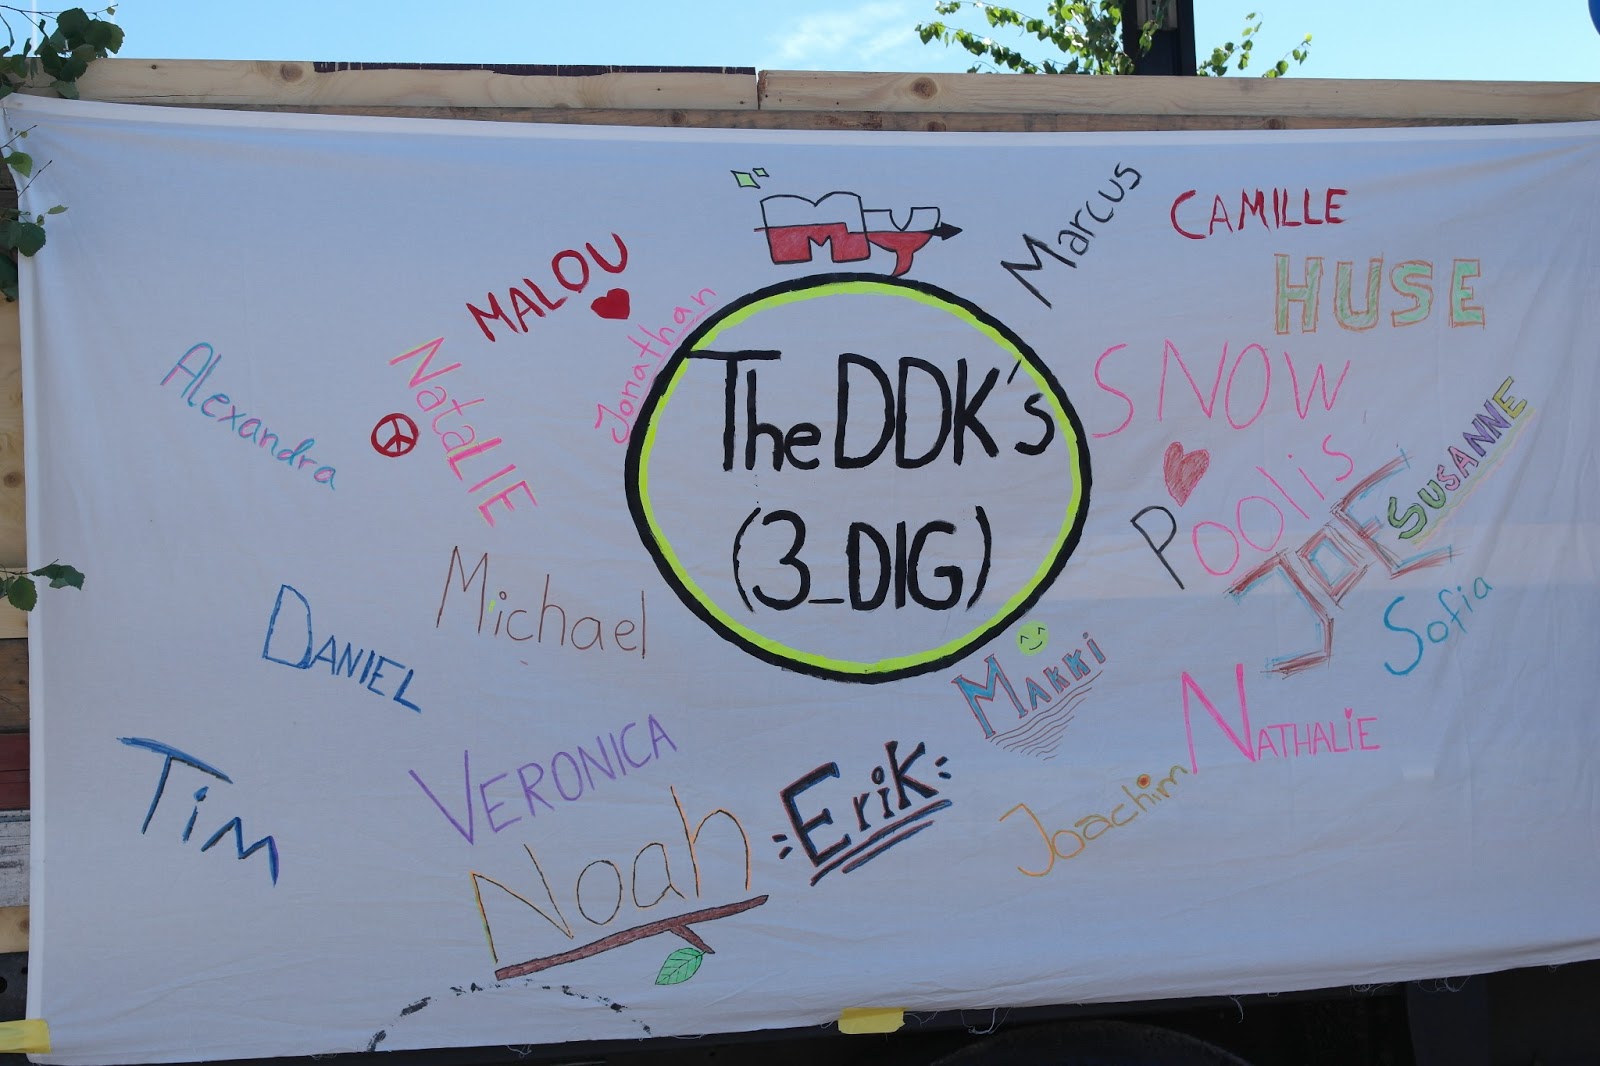 My
Marcus
CAMILLE
MALOU
HUSE
Jonathan
NataLIE
Alexandra
The DDK's
(3_DIG)
SNOW
Poolis
SUSANNE
JOE
Michael
Sofia
DANIEL
MAKKI
NATHALIE
VERONICA
TiM
Erik
Joachim
Noah